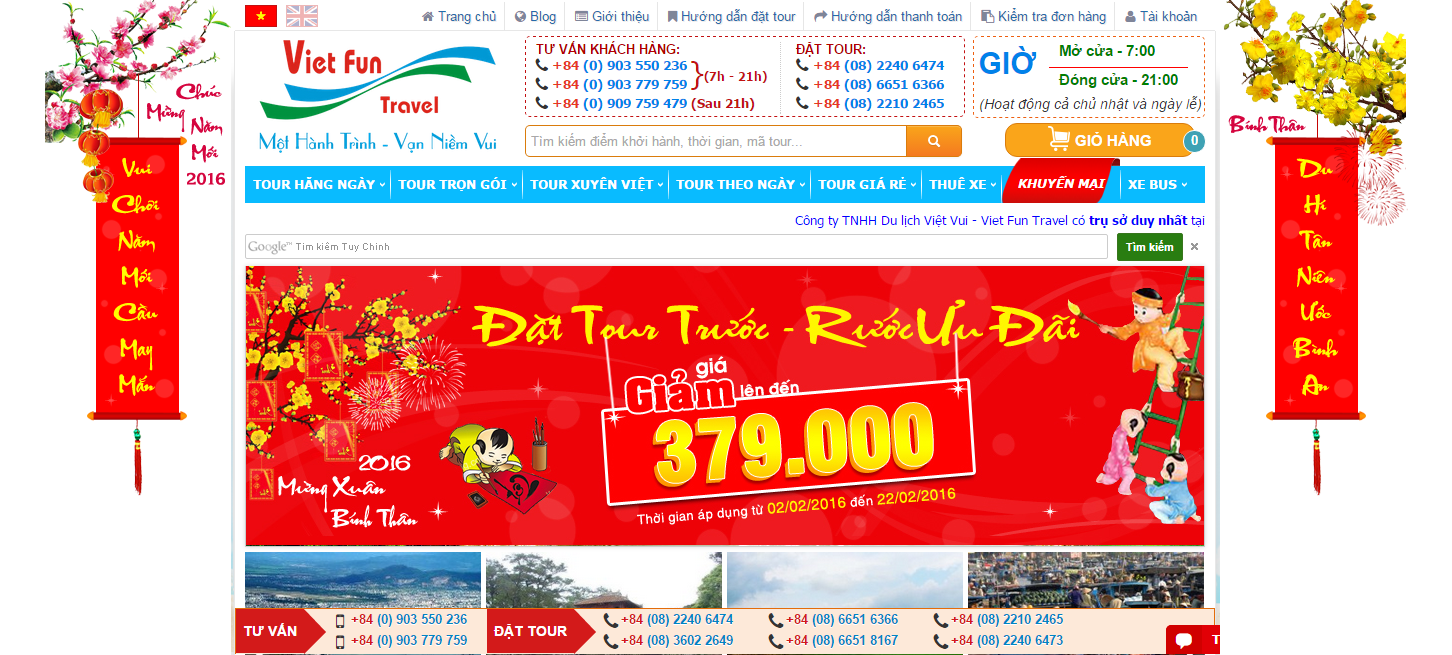 Trang chủ
Blog
Giới thiệu
Hướng dẫn đặt tour
Hướng dẫn thanh toán
Kiểm tra đơn hàng
Tài khoản
Chúc
Mừng
Năm
Mới
2016
Vui
Chơi
Năm
Mới
Cầu
May
Mắn
Viet Fun
Travel
Một Hành Trình - Vạn Niềm Vui
TƯ VẤN KHÁCH HÀNG:
+84 (0) 903 550 236
+84 (0) 903 779 759
(7h - 21h)
+84 (0) 909 759 479 (Sau 21h)
ĐẶT TOUR:
+84 (08) 2240 6474
+84 (08) 6651 6366
+84 (08) 2210 2465
GIỜ
Mở cửa - 7:00
Đóng cửa - 21:00
(Hoạt động cả chủ nhật và ngày lễ)
Tìm kiếm điểm khởi hành, thời gian, mã tour...
GIỎ HÀNG
0
Bính Thân
Du
Hí
Tân
Niên
Ước
Bình
An
TOUR HÃNG NGÀY
TOUR TRỌN GÓI
TOUR XUYÊN VIỆT
TOUR THEO NGÀY
TOUR GIÁ RẺ
THUÊ XE
KHUYẾN MẠI
XE BUS
Công ty TNHH Du lịch Việt Vui - Viet Fun Travel có trụ sở duy nhất tại
Google™ Tìm kiếm Tùy Chỉnh
Tìm kiếm
×
Đặt Tour Trước - Rước Ưu Đãi
giá
Giảm lên đến
379.000
Thời gian áp dụng từ 02/02/2016 đến 22/02/2016
2016
Mừng Xuân
Bính Thân
TƯ VẤN
+84 (0) 903 550 236
+84 (0) 903 779 759
ĐẶT TOUR
+84 (08) 2240 6474
+84 (08) 6651 6366
+84 (08) 2210 2465
+84 (08) 3602 2649
+84 (08) 6651 8167
+84 (08) 2240 6473
T